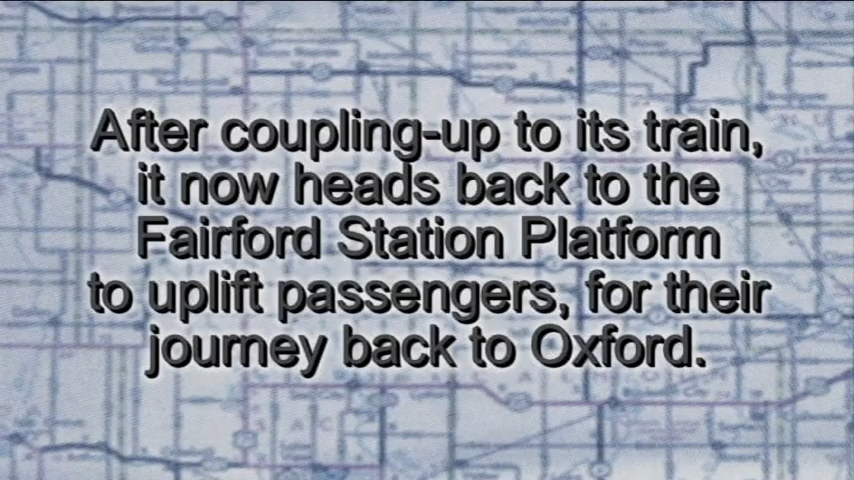 After coupling-up to its train,
it now heads back to the
Fairford Station Platform
to uplift passengers, for their
journey back to Oxford.